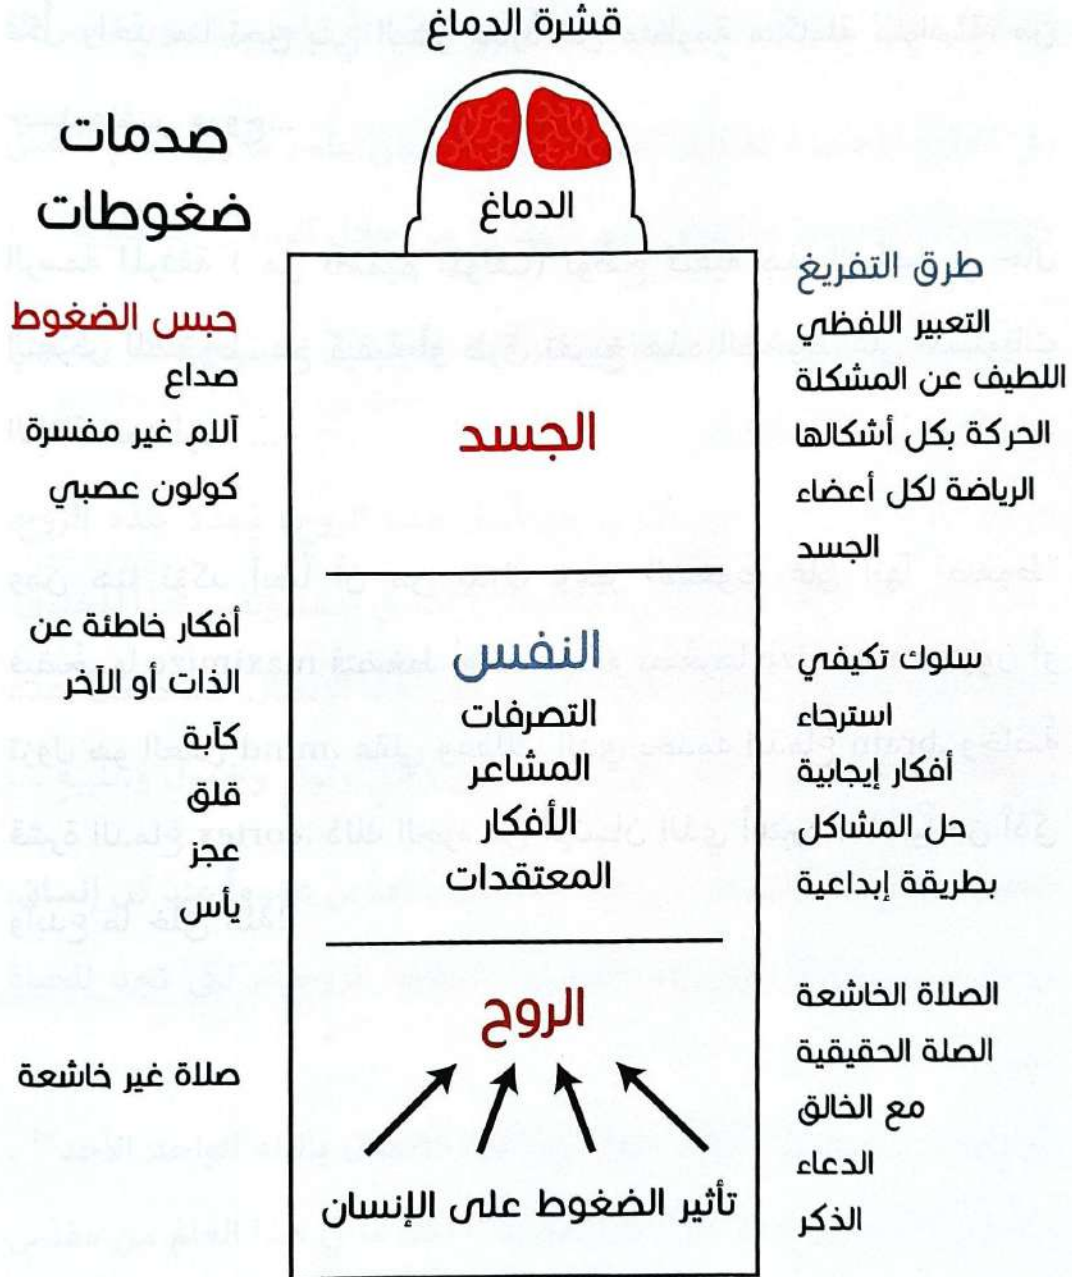 قشرة الدماغ
الدماغ
صدمات
ضغوطات
طرق التفريغ
التعبير اللفظي
اللطيف عن المشكلة
الحركة بكل أشكالها
الرياضة لكل أعضاء
الجسد
الجسد
حبس الضغوط
صداع
آلام غير مفسرة
كولون عصبي
سلوك تكيفي
استرخاء
أفكار إيجابية
حل المشاكل
بطريقة إبداعية
النفس
التصرفات
المشاعر
الأفكار
المعتقدات
أفكار خاطئة عن
الذات أو الآخر
كآبة
قلق
عجز
يأس
الصلاة الخاشعة
الصلة الحقيقية
مع الخالق
الدعاء
الذكر
الروح
تأثير الضغوط على الإنسان
صلاة غير خاشعة